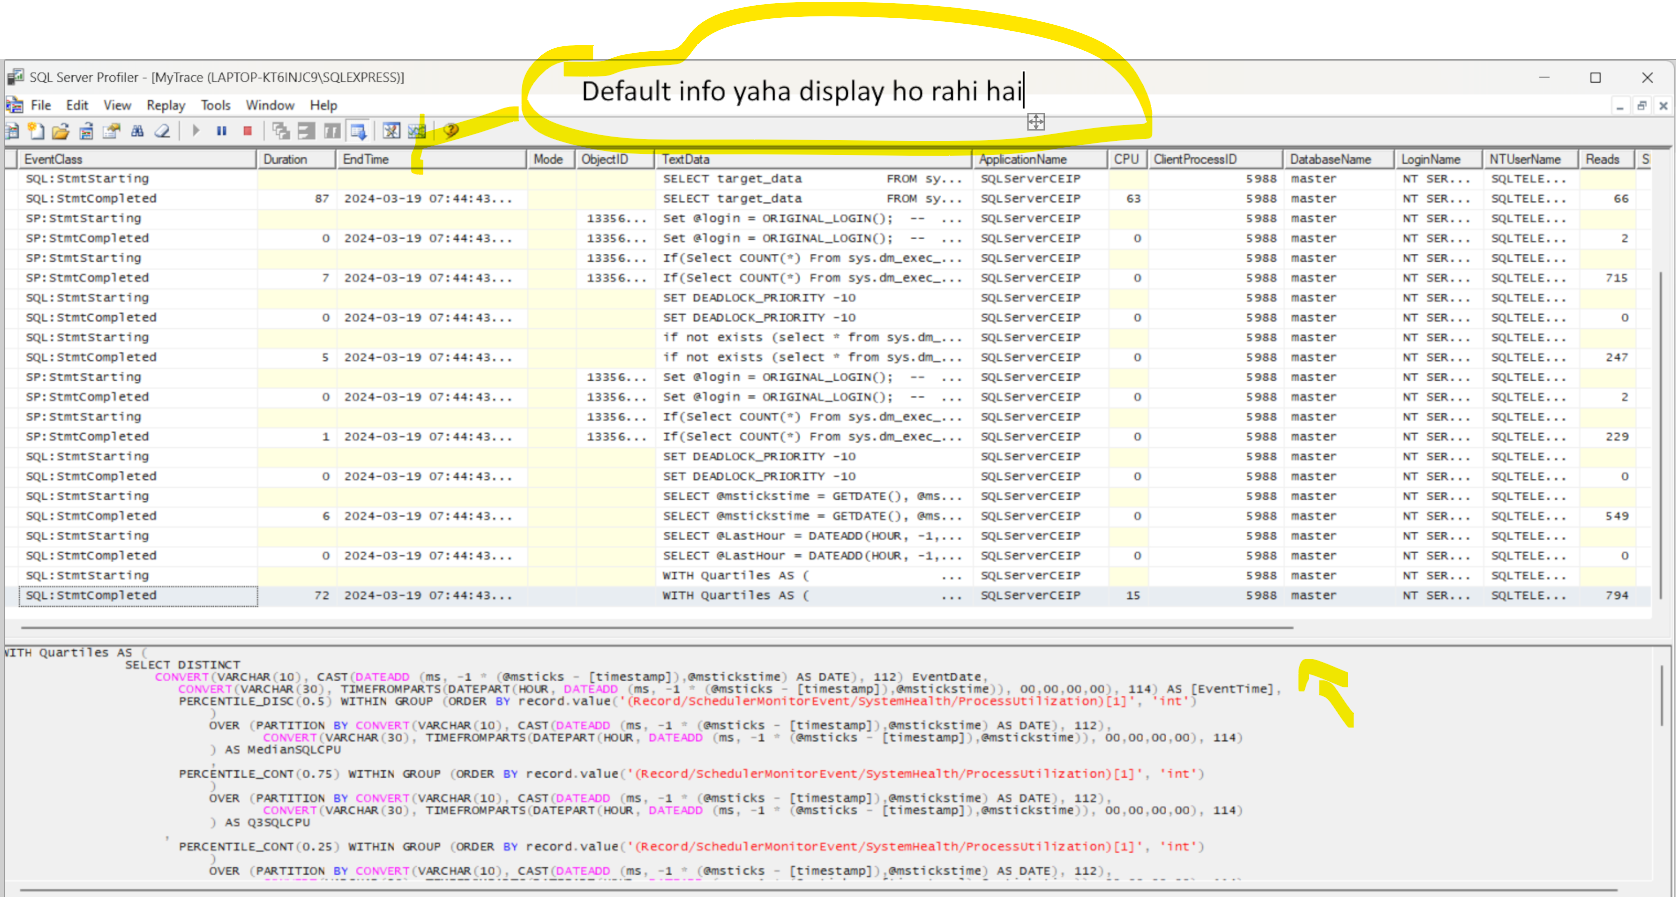 Default info yaha display ho rahi hai
SQL Server Profiler - [MyTrace (LAPTOP-KT6INJC9\SQLEXPRESS)]
File Edit View Replay Tools Window Help
EventClass Duration EndTime Mode ObjectID TextData ApplicationName CPU ClientProcessID DatabaseName LoginName NTUserName Reads S
SQL:StmtStarting SELECT target_data FROM sy... SQLServerCEIP 5988 master NT SER... SQLTELE...
SQL:StmtCompleted 87 2024-03-19 07:44:43... SELECT target_data FROM sy... SQLServerCEIP 63 5988 master NT SER... SQLTELE... 66
SP:StmtStarting 13356... Set @login = ORIGINAL_LOGIN(); -- ... SQLServerCEIP 5988 master NT SER... SQLTELE...
SP:StmtCompleted 0 2024-03-19 07:44:43... 13356... Set @login = ORIGINAL_LOGIN(); -- ... SQLServerCEIP 0 5988 master NT SER... SQLTELE... 2
SP:StmtStarting 13356... If(Select COUNT(*) From sys.dm_exec_... SQLServerCEIP 5988 master NT SER... SQLTELE...
SP:StmtCompleted 7 2024-03-19 07:44:43... 13356... If(Select COUNT(*) From sys.dm_exec_... SQLServerCEIP 0 5988 master NT SER... SQLTELE... 715
SQL:StmtStarting SET DEADLOCK_PRIORITY -10 SQLServerCEIP 5988 master NT SER... SQLTELE...
SQL:StmtCompleted 0 2024-03-19 07:44:43... SET DEADLOCK_PRIORITY -10 SQLServerCEIP 0 5988 master NT SER... SQLTELE... 0
SQL:StmtStarting if not exists (select * from sys.dm_... SQLServerCEIP 5988 master NT SER... SQLTELE...
SQL:StmtCompleted 5 2024-03-19 07:44:43... if not exists (select * from sys.dm_... SQLServerCEIP 0 5988 master NT SER... SQLTELE... 247
SP:StmtStarting 13356... Set @login = ORIGINAL_LOGIN(); -- ... SQLServerCEIP 5988 master NT SER... SQLTELE...
SP:StmtCompleted 0 2024-03-19 07:44:43... 13356... Set @login = ORIGINAL_LOGIN(); -- ... SQLServerCEIP 0 5988 master NT SER... SQLTELE... 2
SP:StmtStarting 13356... If(Select COUNT(*) From sys.dm_exec_... SQLServerCEIP 5988 master NT SER... SQLTELE...
SP:StmtCompleted 1 2024-03-19 07:44:43... 13356... If(Select COUNT(*) From sys.dm_exec_... SQLServerCEIP 0 5988 master NT SER... SQLTELE... 229
SQL:StmtStarting SET DEADLOCK_PRIORITY -10 SQLServerCEIP 5988 master NT SER... SQLTELE...
SQL:StmtCompleted 0 2024-03-19 07:44:43... SET DEADLOCK_PRIORITY -10 SQLServerCEIP 0 5988 master NT SER... SQLTELE... 0
SQL:StmtStarting SELECT @mstickstime = GETDATE(), @ms... SQLServerCEIP 5988 master NT SER... SQLTELE...
SQL:StmtCompleted 6 2024-03-19 07:44:43... SELECT @mstickstime = GETDATE(), @ms... SQLServerCEIP 0 5988 master NT SER... SQLTELE... 549
SQL:StmtStarting SELECT @LastHour = DATEADD(HOUR, -1,... SQLServerCEIP 5988 master NT SER... SQLTELE...
SQL:StmtCompleted 0 2024-03-19 07:44:43... SELECT @LastHour = DATEADD(HOUR, -1,... SQLServerCEIP 0 5988 master NT SER... SQLTELE... 0
SQL:StmtStarting WITH Quartiles AS ( ... SQLServerCEIP 5988 master NT SER... SQLTELE...
SQL:StmtCompleted 72 2024-03-19 07:44:43... WITH Quartiles AS ( ... SQLServerCEIP 15 5988 master NT SER... SQLTELE... 794
WITH Quartiles AS (
SELECT DISTINCT
CONVERT(VARCHAR(10), CAST(DATEADD (ms, -1 * (@msticks - [timestamp]),@mstickstime) AS DATE), 112) EventDate,
CONVERT(VARCHAR(30), TIMEFROMPARTS(DATEPART(HOUR, DATEADD (ms, -1 * (@msticks - [timestamp]),@mstickstime)), 00,00,00,00), 114) AS [EventTime],
PERCENTILE_DISC(0.5) WITHIN GROUP (ORDER BY record.value('(Record/SchedulerMonitorEvent/SystemHealth/ProcessUtilization)[1]', 'int')
)
OVER (PARTITION BY CONVERT(VARCHAR(10), CAST(DATEADD (ms, -1 * (@msticks - [timestamp]),@mstickstime) AS DATE), 112),
CONVERT(VARCHAR(30), TIMEFROMPARTS(DATEPART(HOUR, DATEADD (ms, -1 * (@msticks - [timestamp]),@mstickstime)), 00,00,00,00), 114)
) AS MedianSQLCPU
,
PERCENTILE_CONT(0.75) WITHIN GROUP (ORDER BY record.value('(Record/SchedulerMonitorEvent/SystemHealth/ProcessUtilization)[1]', 'int')
)
OVER (PARTITION BY CONVERT(VARCHAR(10), CAST(DATEADD (ms, -1 * (@msticks - [timestamp]),@mstickstime) AS DATE), 112),
CONVERT(VARCHAR(30), TIMEFROMPARTS(DATEPART(HOUR, DATEADD (ms, -1 * (@msticks - [timestamp]),@mstickstime)), 00,00,00,00), 114)
) AS Q3SQLCPU
,
PERCENTILE_CONT(0.25) WITHIN GROUP (ORDER BY record.value('(Record/SchedulerMonitorEvent/SystemHealth/ProcessUtilization)[1]', 'int')
)
OVER (PARTITION BY CONVERT(VARCHAR(10), CAST(DATEADD (ms, -1 * (@msticks - [timestamp]),@mstickstime) AS DATE), 112),